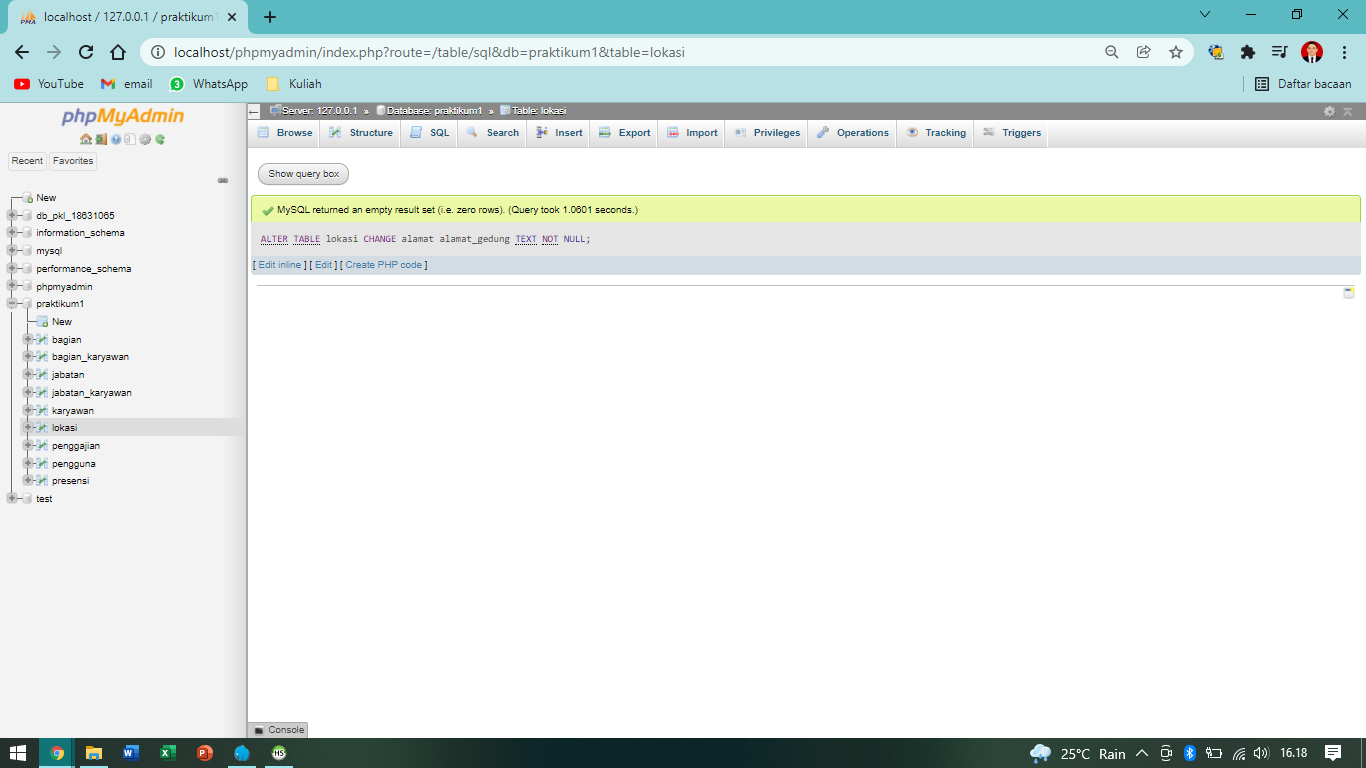 localhost / 127.0.0.1 / praktikum1
localhost/phpmyadmin/index.php?route=/table/sql&db=praktikum1&table=lokasi
YouTube
email
3
WhatsApp
Kuliah
Daftar bacaan
phpMyAdmin
Recent
Favorites
New
db_pkl_18631065
information_schema
mysql
performance_schema
phpmyadmin
praktikum1
New
bagian
bagian_karyawan
jabatan
jabatan_karyawan
karyawan
lokasi
penggajian
pengguna
presensi
test
Server: 127.0.0.1 » Database: praktikum1 » Table: lokasi
Browse
Structure
SQL
Search
Insert
Export
Import
Privileges
Operations
Tracking
Triggers
Show query box
MySQL returned an empty result set (i.e. zero rows). (Query took 1.0601 seconds.)
ALTER TABLE lokasi CHANGE alamat alamat_gedung TEXT NOT NULL;
[ Edit inline ] [ Edit ] [ Create PHP code ]
Console
25°C Rain
16.18